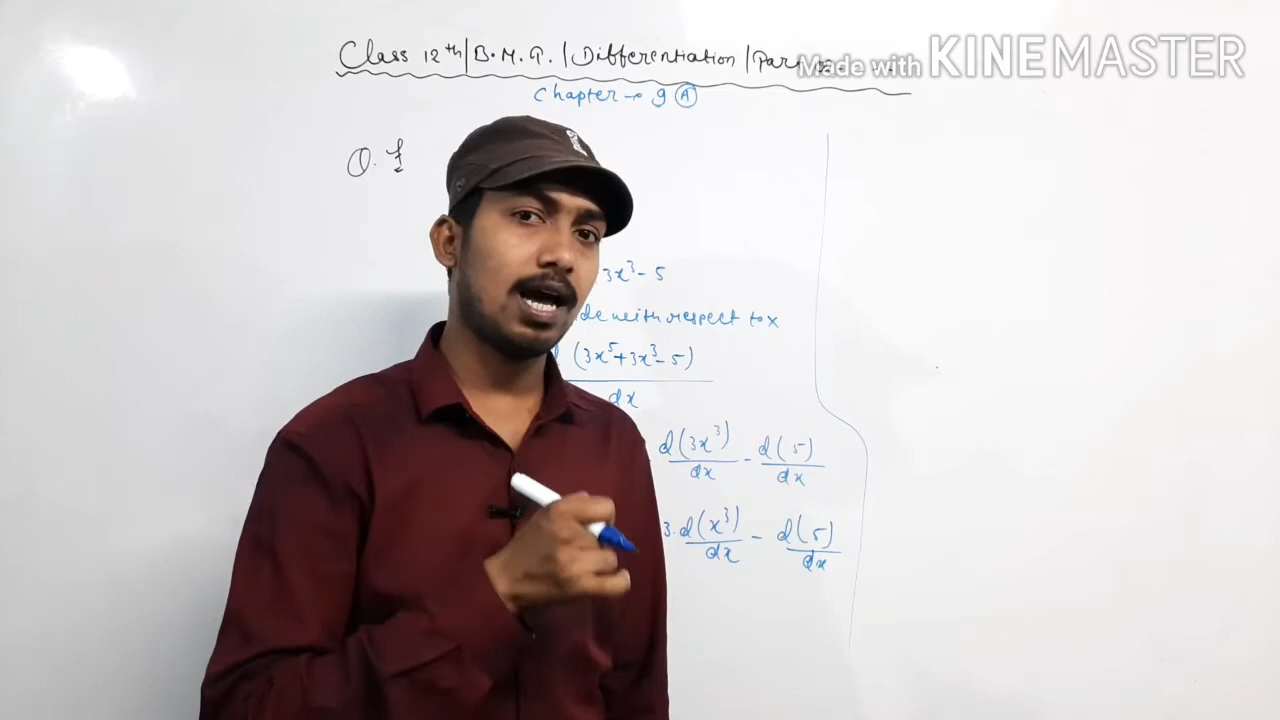 Class 12th/B.M.G./Differentiation/Par
Made with KINEMASTER
Chapter → 9 (A)
Q. 1
3x³ - 5
de with respect to x
(3x⁵+3x³-5)
dx
d(3x³)/dx - d(5)/dx
3. d(x³)/dx - d(5)/dx